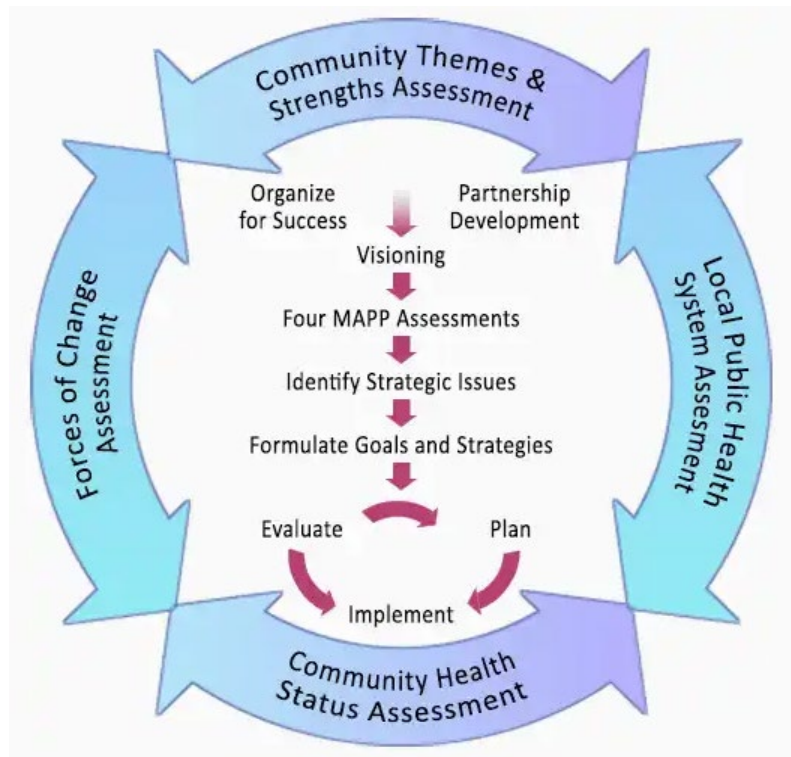 Community Themes &
Strengths Assessment
Organize
for Success
Partnership
Development
Visioning
Four MAPP Assessments
Identify Strategic Issues
Formulate Goals and Strategies
Evaluate
Plan
Implement
Forces of Change
Assessment
Local Public Health
System Assesment
Community Health
Status Assessment